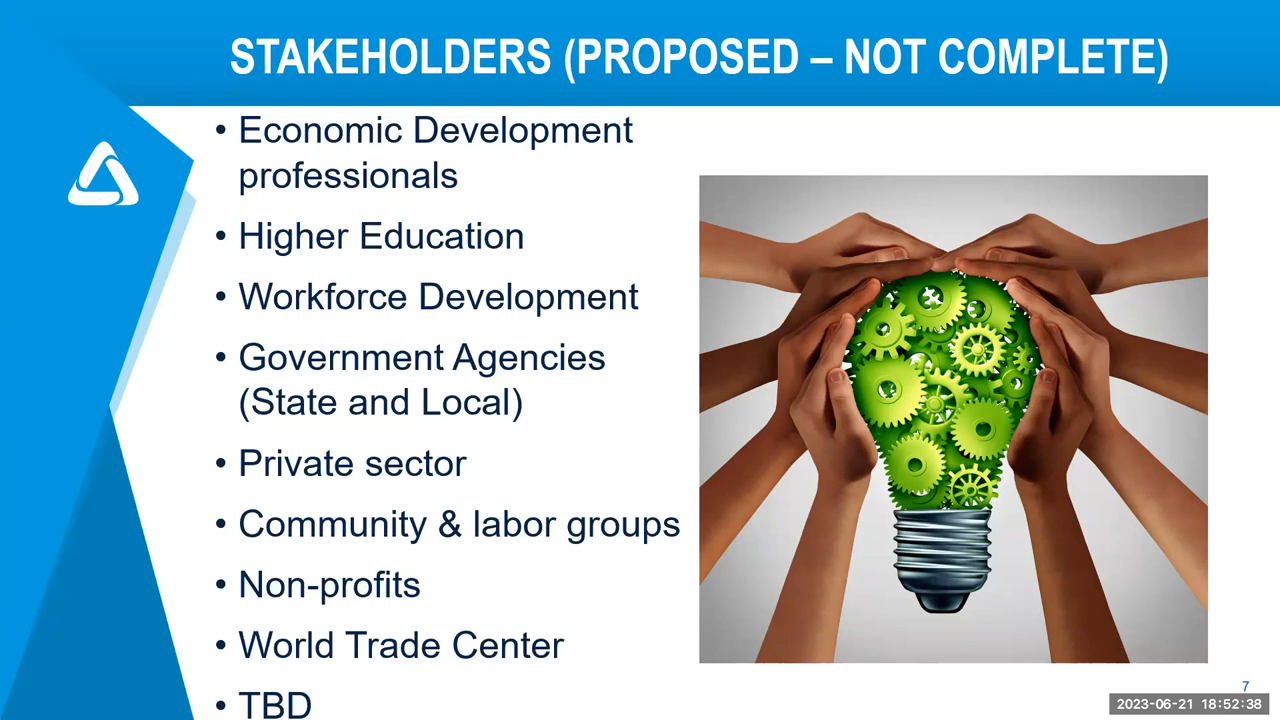 STAKEHOLDERS (PROPOSED – NOT COMPLETE)
• Economic Development
professionals
• Higher Education
• Workforce Development
• Government Agencies
(State and Local)
• Private sector
• Community & labor groups
• Non-profits
• World Trade Center
• TBD
7
2023-06-21 18:52:38